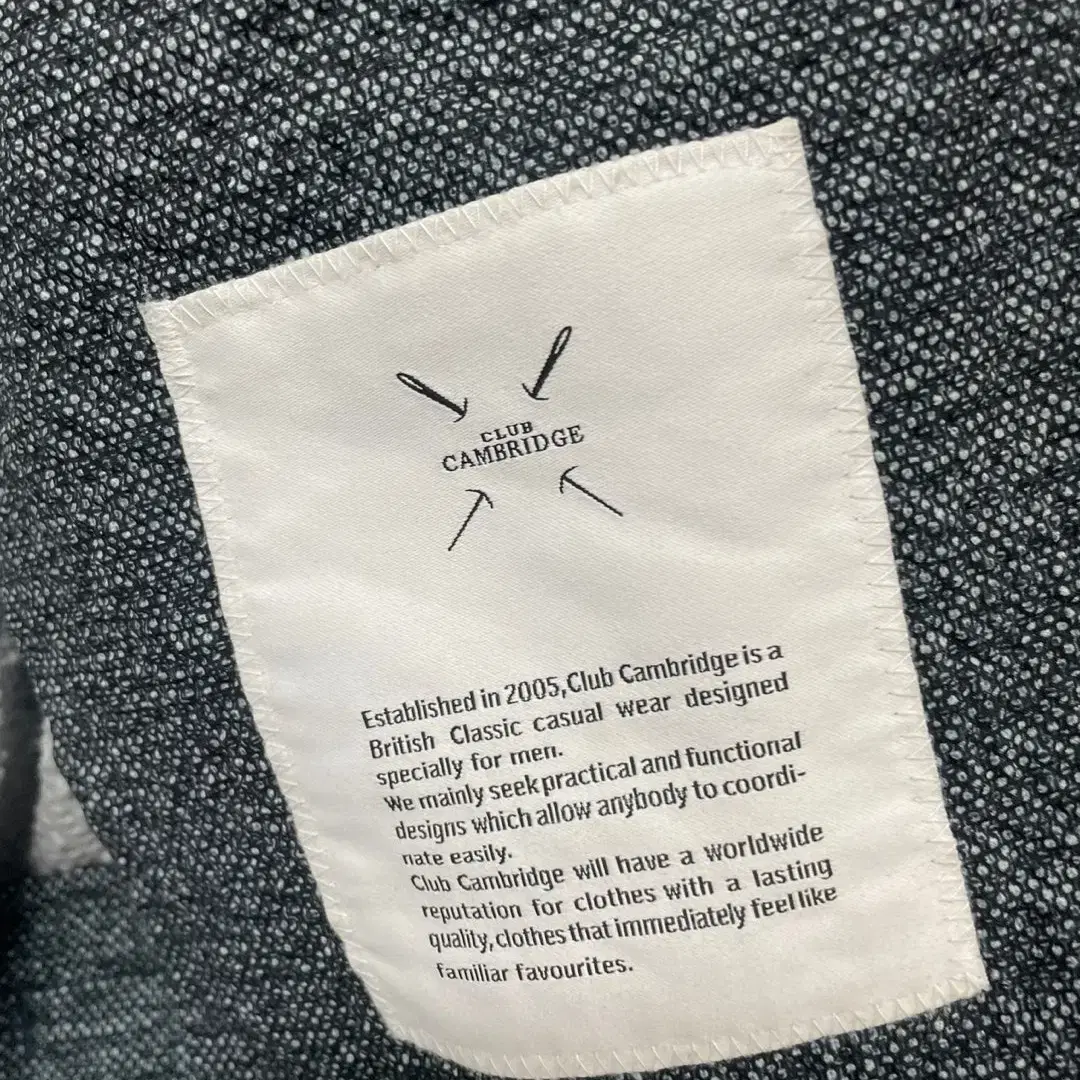 CLUB
CAMBRIDGE
Established in 2005,Club Cambridge is a
British Classic casual wear designed
specially for men.
We mainly seek practical and functional
designs which allow anybody to coordi-
nate easily.
Club Cambridge will have a worldwide
reputation for clothes with a lasting
quality, clothes that immediately feel like
familiar favourites.